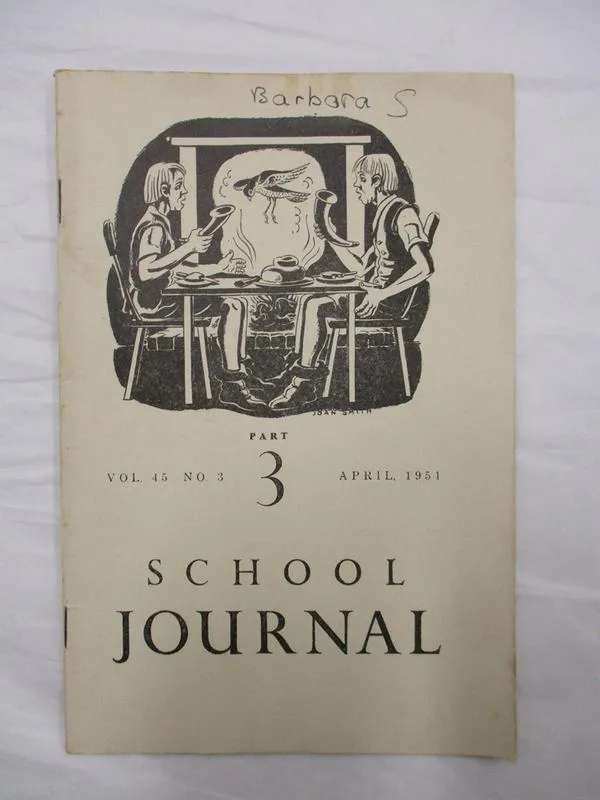 Barbara S
JOAN SMITH
PART
3
VOL. 45 NO. 3
APRIL, 1951
SCHOOL
JOURNAL